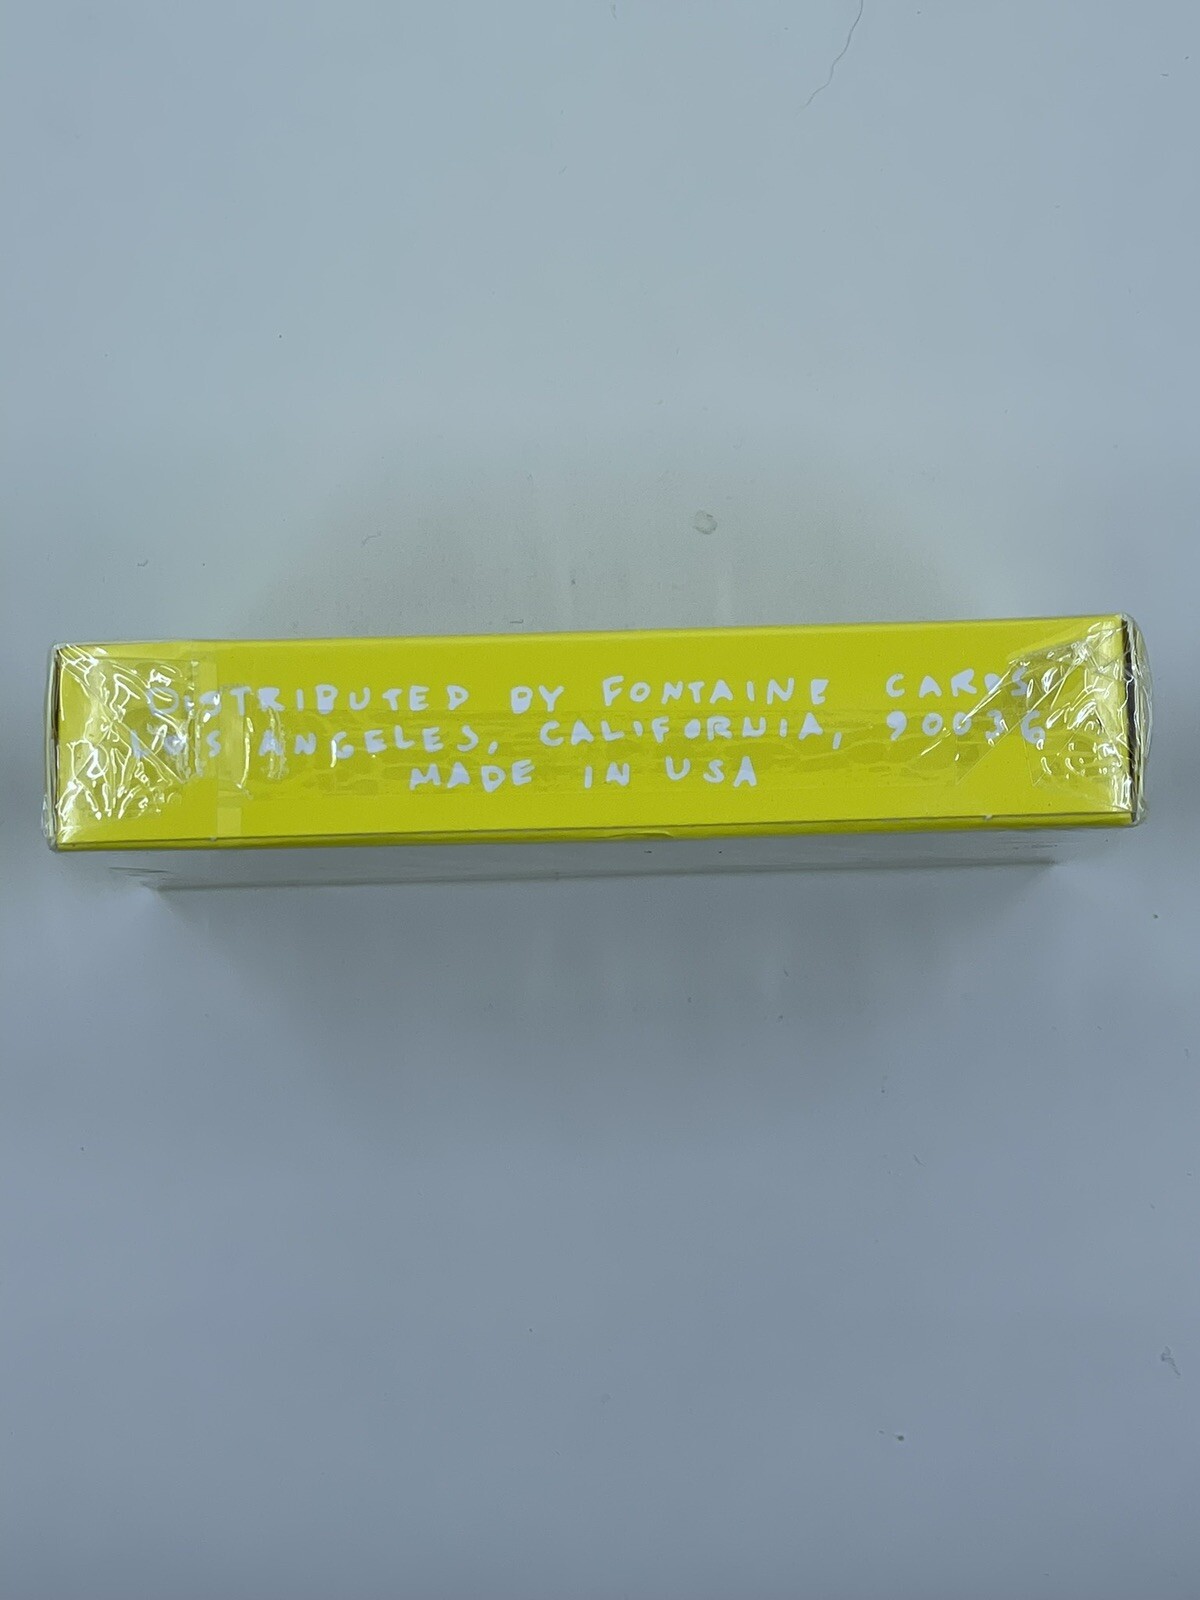 DISTRIBUTED BY FONTAINE CARDS
LOS ANGELES, CALIFORNIA, 90036
MADE IN USA